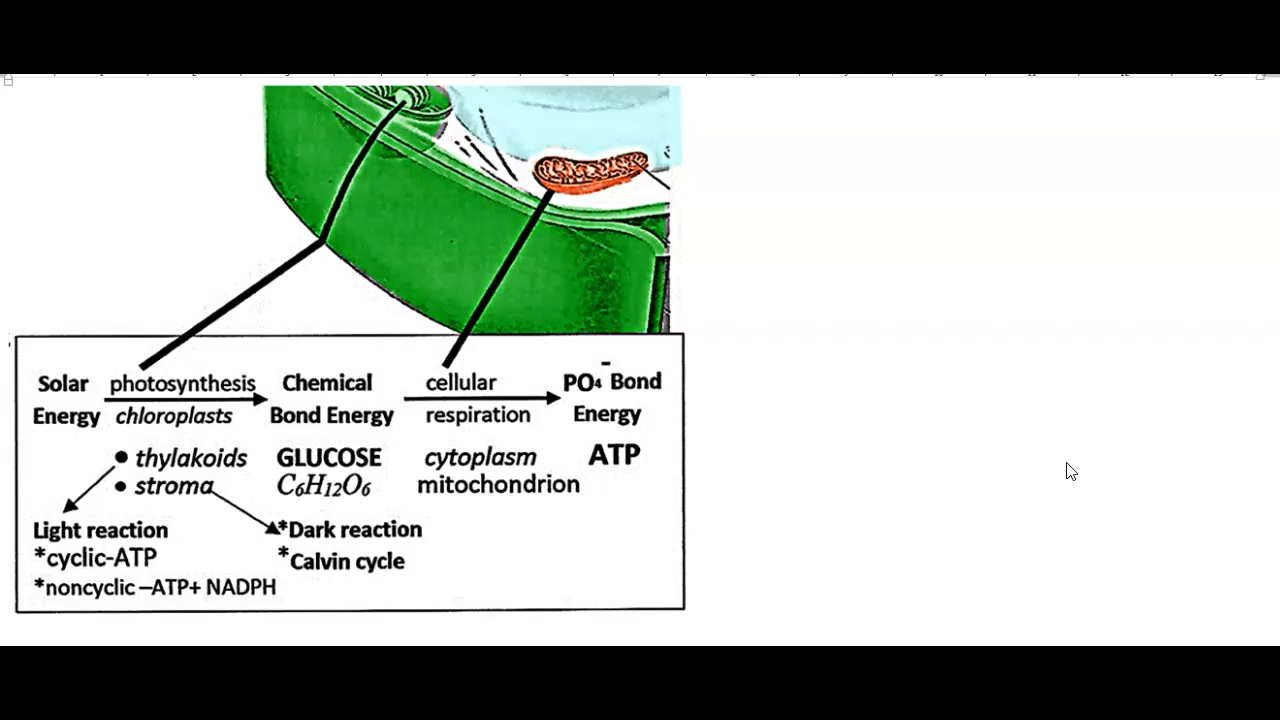 Solar photosynthesis Chemical cellular PO4⁻ Bond
Energy chloroplasts Bond Energy respiration Energy
• thylakoids GLUCOSE cytoplasm ATP
• stroma C6H12O6 mitochondrion
Light reaction *Dark reaction
*cyclic-ATP *Calvin cycle
*noncyclic –ATP+ NADPH